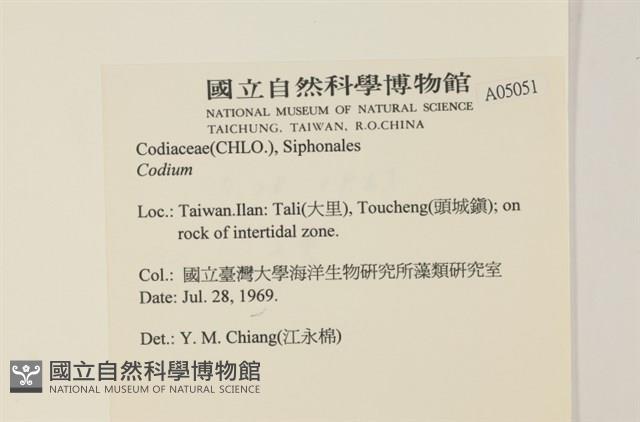 國立自然科學博物館
A05051
NATIONAL MUSEUM OF NATURAL SCIENCE
TAICHUNG, TAIWAN, R.O.CHINA
Codiaceae(CHLO.), Siphonales
Codium
Loc.: Taiwan.Ilan: Tali(大里), Toucheng(頭城鎮); on
rock of intertidal zone.
Col.: 國立臺灣大學海洋生物研究所藻類研究室
Date: Jul. 28, 1969.
Det.: Y. M. Chiang(江永棉)
國立自然科學博物館
NATIONAL MUSEUM OF NATURAL SCIENCE